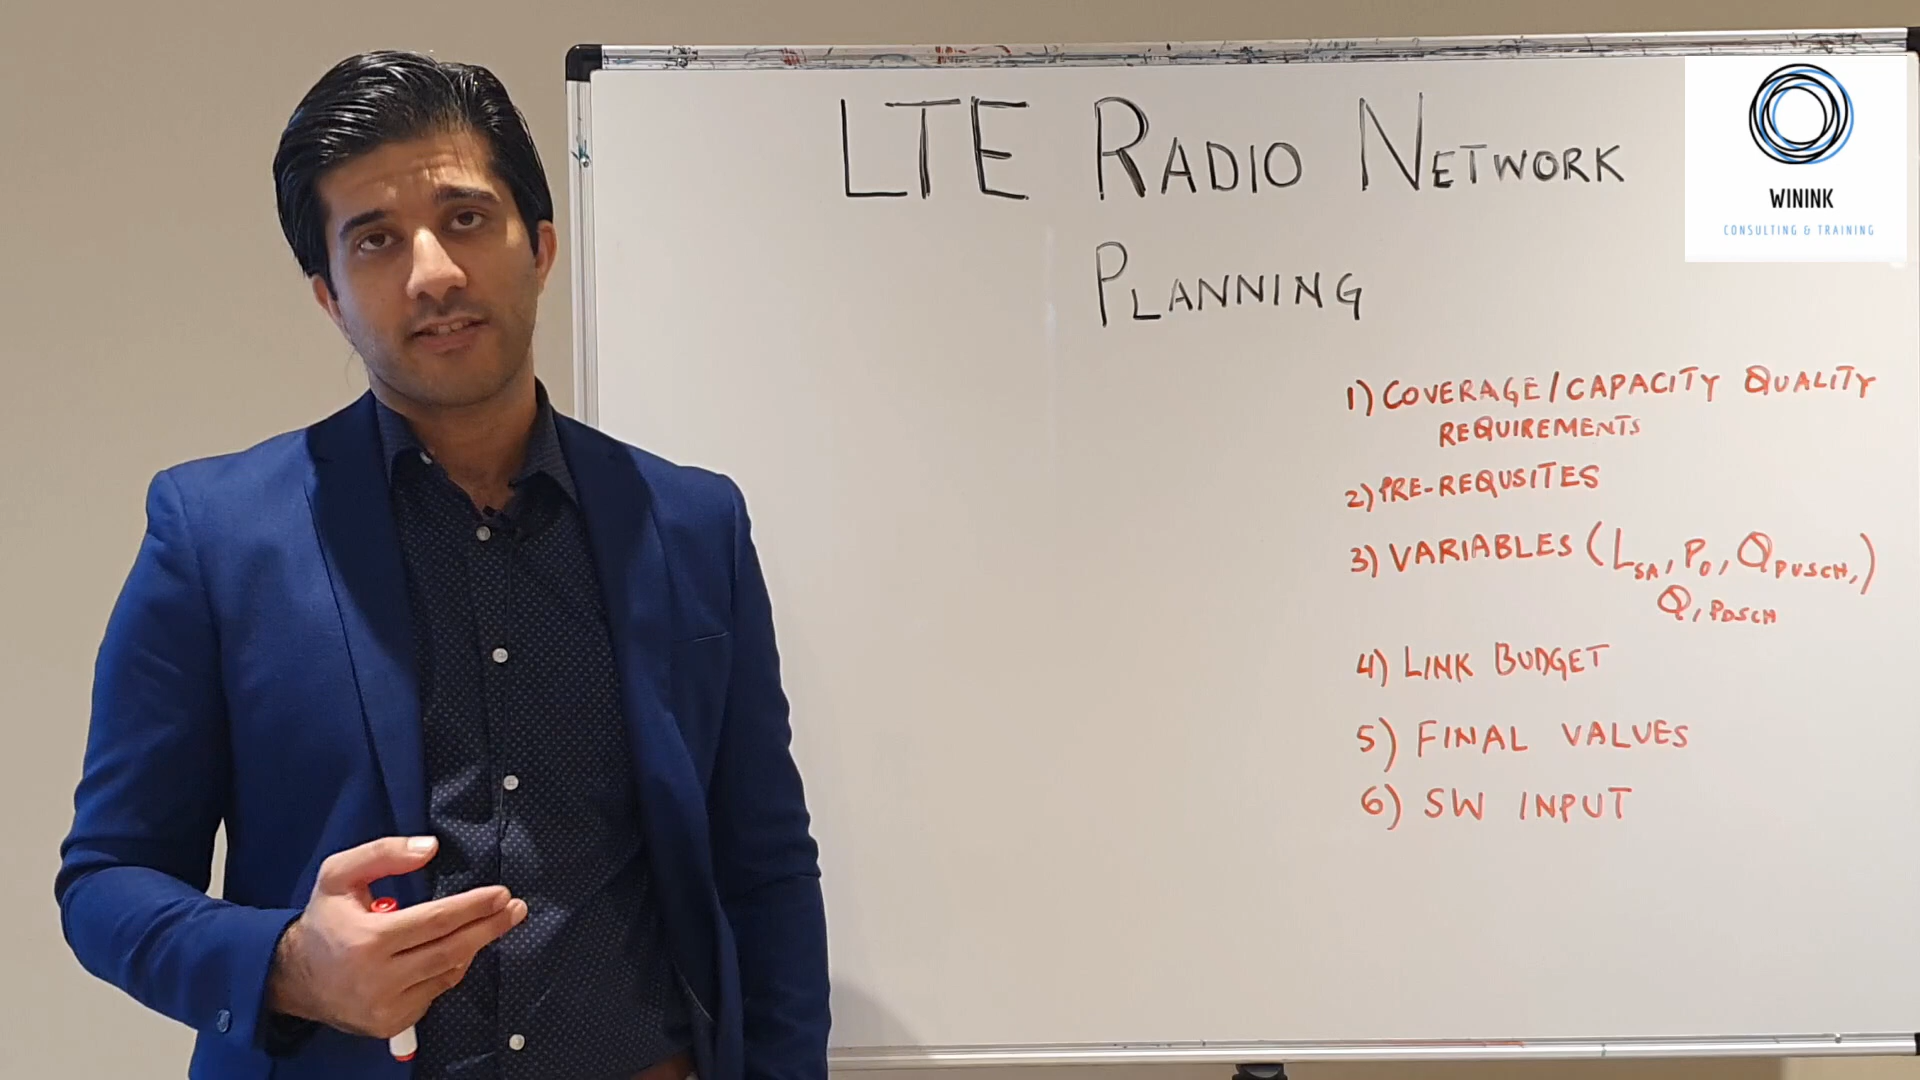 LTE RADIO NETWORK
PLANNING
WININK
CONSULTING & TRAINING
1) COVERAGE/CAPACITY QUALITY
REQUIREMENTS
2) PRE-REQUSITES
3) VARIABLES (LSA, PO, QPUSCH,)
Q, PDSCH
4) LINK BUDGET
5) FINAL VALUES
6) SW INPUT